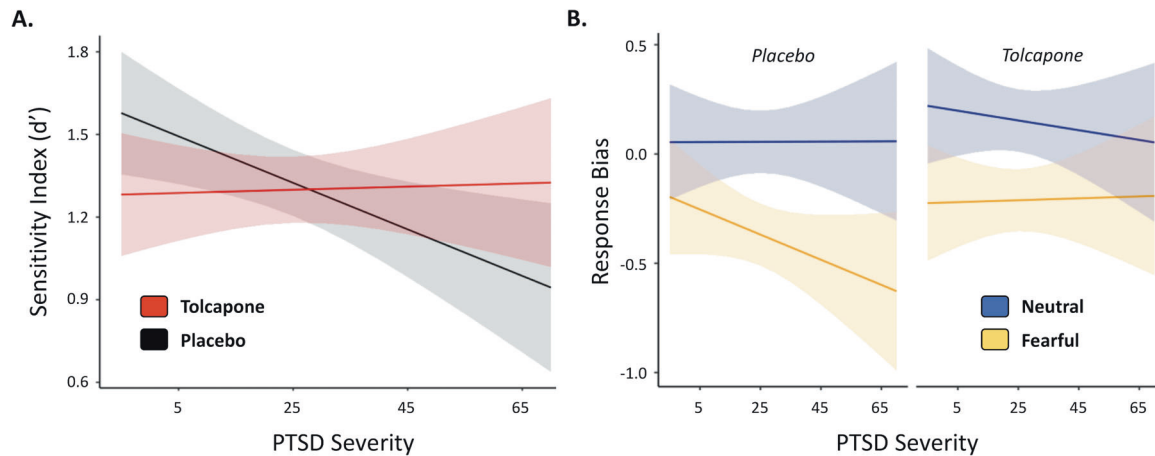 A.
Sensitivity Index (d’)
1.8
1.5
1.2
0.9
0.6
Tolcapone
Placebo
5 25 45 65
PTSD Severity
B.
Response Bias
0.5
0.0
-0.5
-1.0
Placebo
Tolcapone
Neutral
Fearful
5 25 45 65 5 25 45 65
PTSD Severity